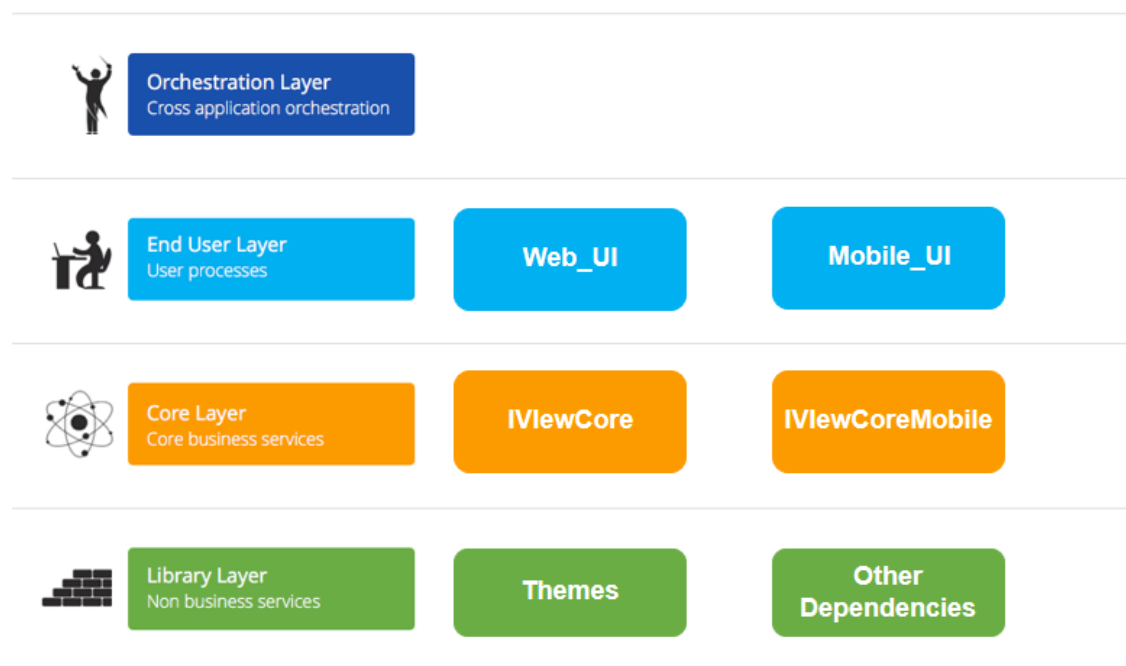 Orchestration Layer
Cross application orchestration
End User Layer
User processes
Web_UI
Mobile_UI
Core Layer
Core business services
IVIewCore
IVIewCoreMobile
Library Layer
Non business services
Themes
Other
Dependencies